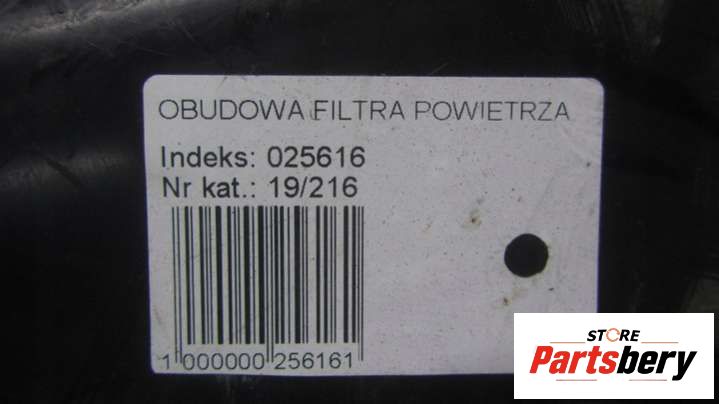 OBUDOWA FILTRA POWIETRZA
Indeks: 025616
Nr kat.: 19/216
1 000000 256161
STORE
Partsbery